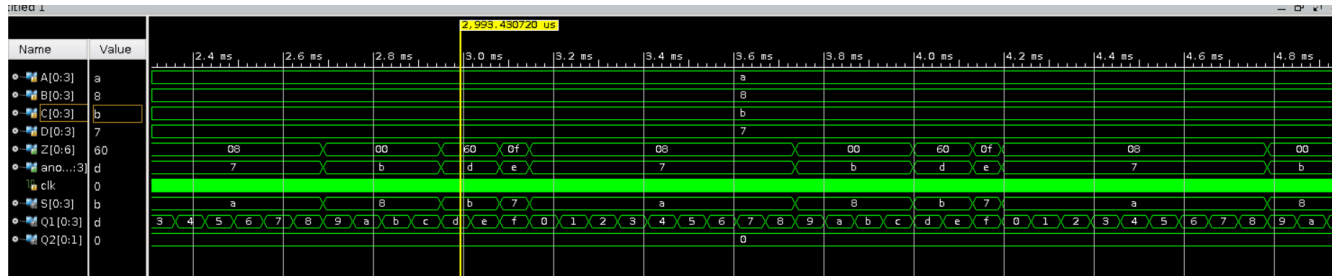 2,993.430720 us
Name Value
2.4 ms 2.6 ms 2.8 ms 3.0 ms 3.2 ms 3.4 ms 3.6 ms 3.8 ms 4.0 ms 4.2 ms 4.4 ms 4.6 ms 4.8 ms
A[0:3] a a
B[0:3] 8 8
C[0:3] b b
D[0:3] 7 7
Z[0:6] 60 08 00 60 0f 08 00 60 0f 08 00
ano...:3] d 7 b d e 7 b d e 7 b
clk 0
S[0:3] b a 8 b 7 a 8 b 7 a 8
Q1[0:3] d 3 4 5 6 7 8 9 a b c d e f 0 1 2 3 4 5 6 7 8 9 a b c d e f 0 1 2 3 4 5 6 7 8 9 a
Q2[0:1] 0 0